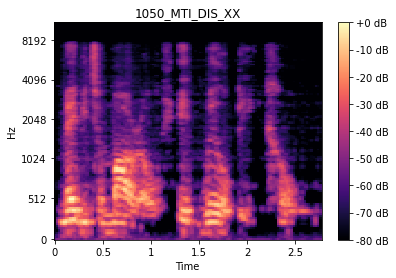 1050_MTI_DIS_XX
+0 dB
8192
-10 dB
4096
-20 dB
-30 dB
2048
Hz
-40 dB
1024
-50 dB
512
-60 dB
-70 dB
0
-80 dB
0 0.5 1 1.5 2 2.5
Time